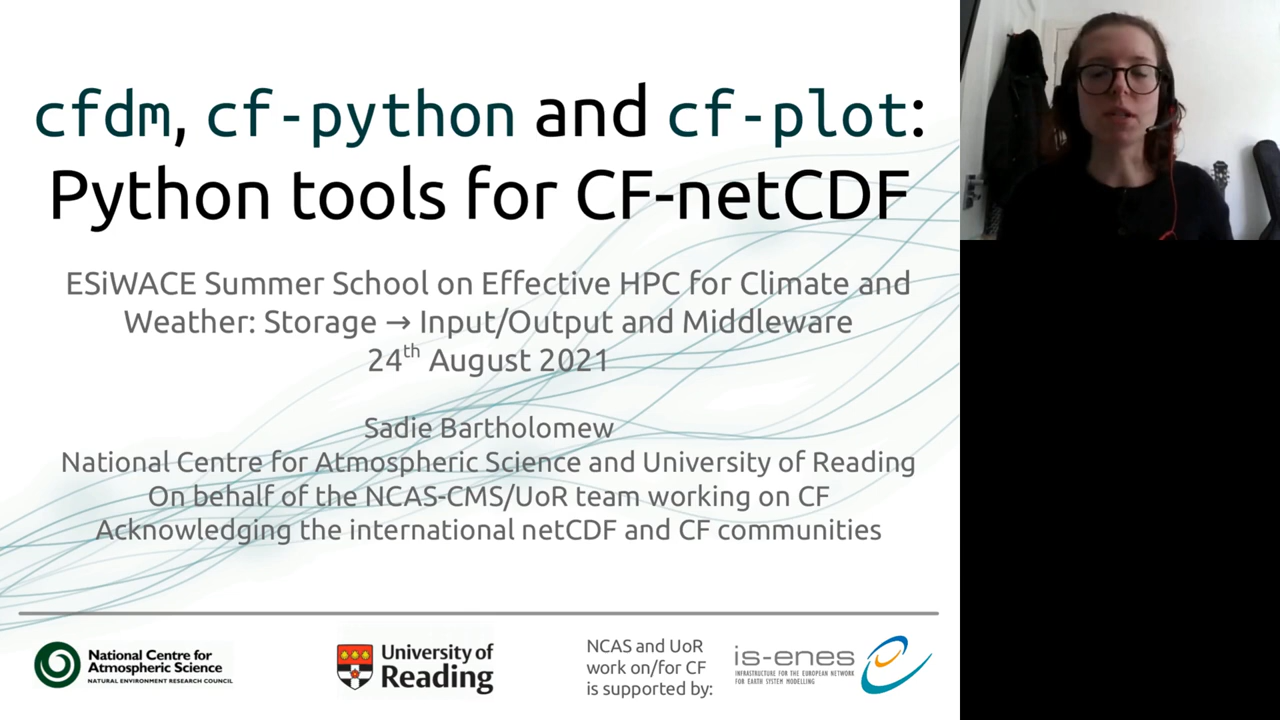 cfdm, cf-python and cf-plot:
Python tools for CF-netCDF
ESiWACE Summer School on Effective HPC for Climate and
Weather: Storage → Input/Output and Middleware
24th August 2021
Sadie Bartholomew
National Centre for Atmospheric Science and University of Reading
On behalf of the NCAS-CMS/UoR team working on CF
Acknowledging the international netCDF and CF communities
National Centre for
Atmospheric Science
NATURAL ENVIRONMENT RESEARCH COUNCIL
University of
Reading
NCAS and UoR
work on/for CF
is supported by:
is-enes
INFRASTRUCTURE FOR THE EUROPEAN NETWORK
FOR EARTH SYSTEM MODELLING